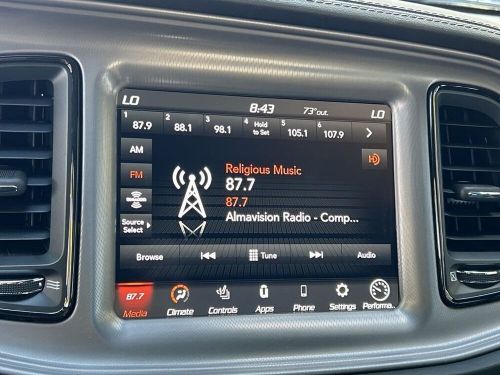 LO 8:43 73°out. LO
1 87.9 2 88.1 3 98.1 4 Hold to Set 5 105.1 6 107.9
AM
FM
Source Select
HD
Religious Music
87.7
87.7
Almavision Radio - Comp...
Browse Tune Audio
87.7
Media Climate Controls Apps Phone Settings Performa..